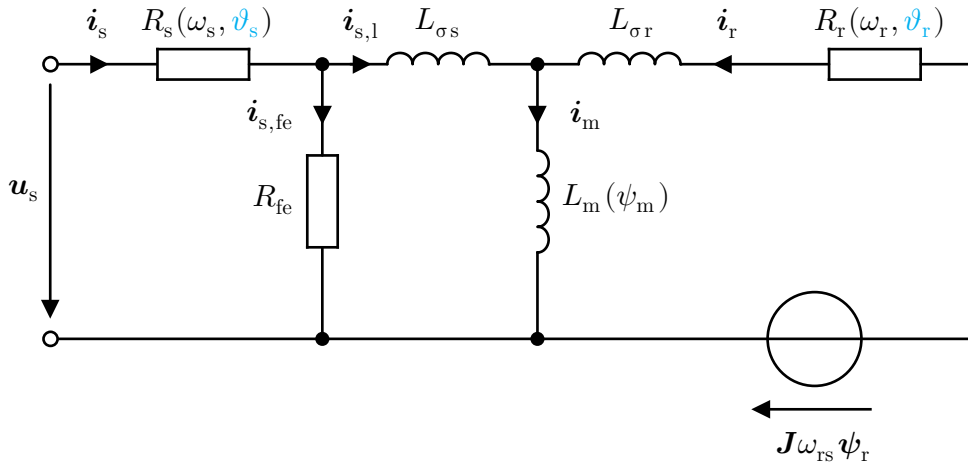 i_s R_s(ω_s, ϑ_s) i_s,l L_σs L_σr i_r R_r(ω_r, ϑ_r)
i_s,fe i_m
u_s R_fe L_m(ψ_m)
Jω_rs ψ_r